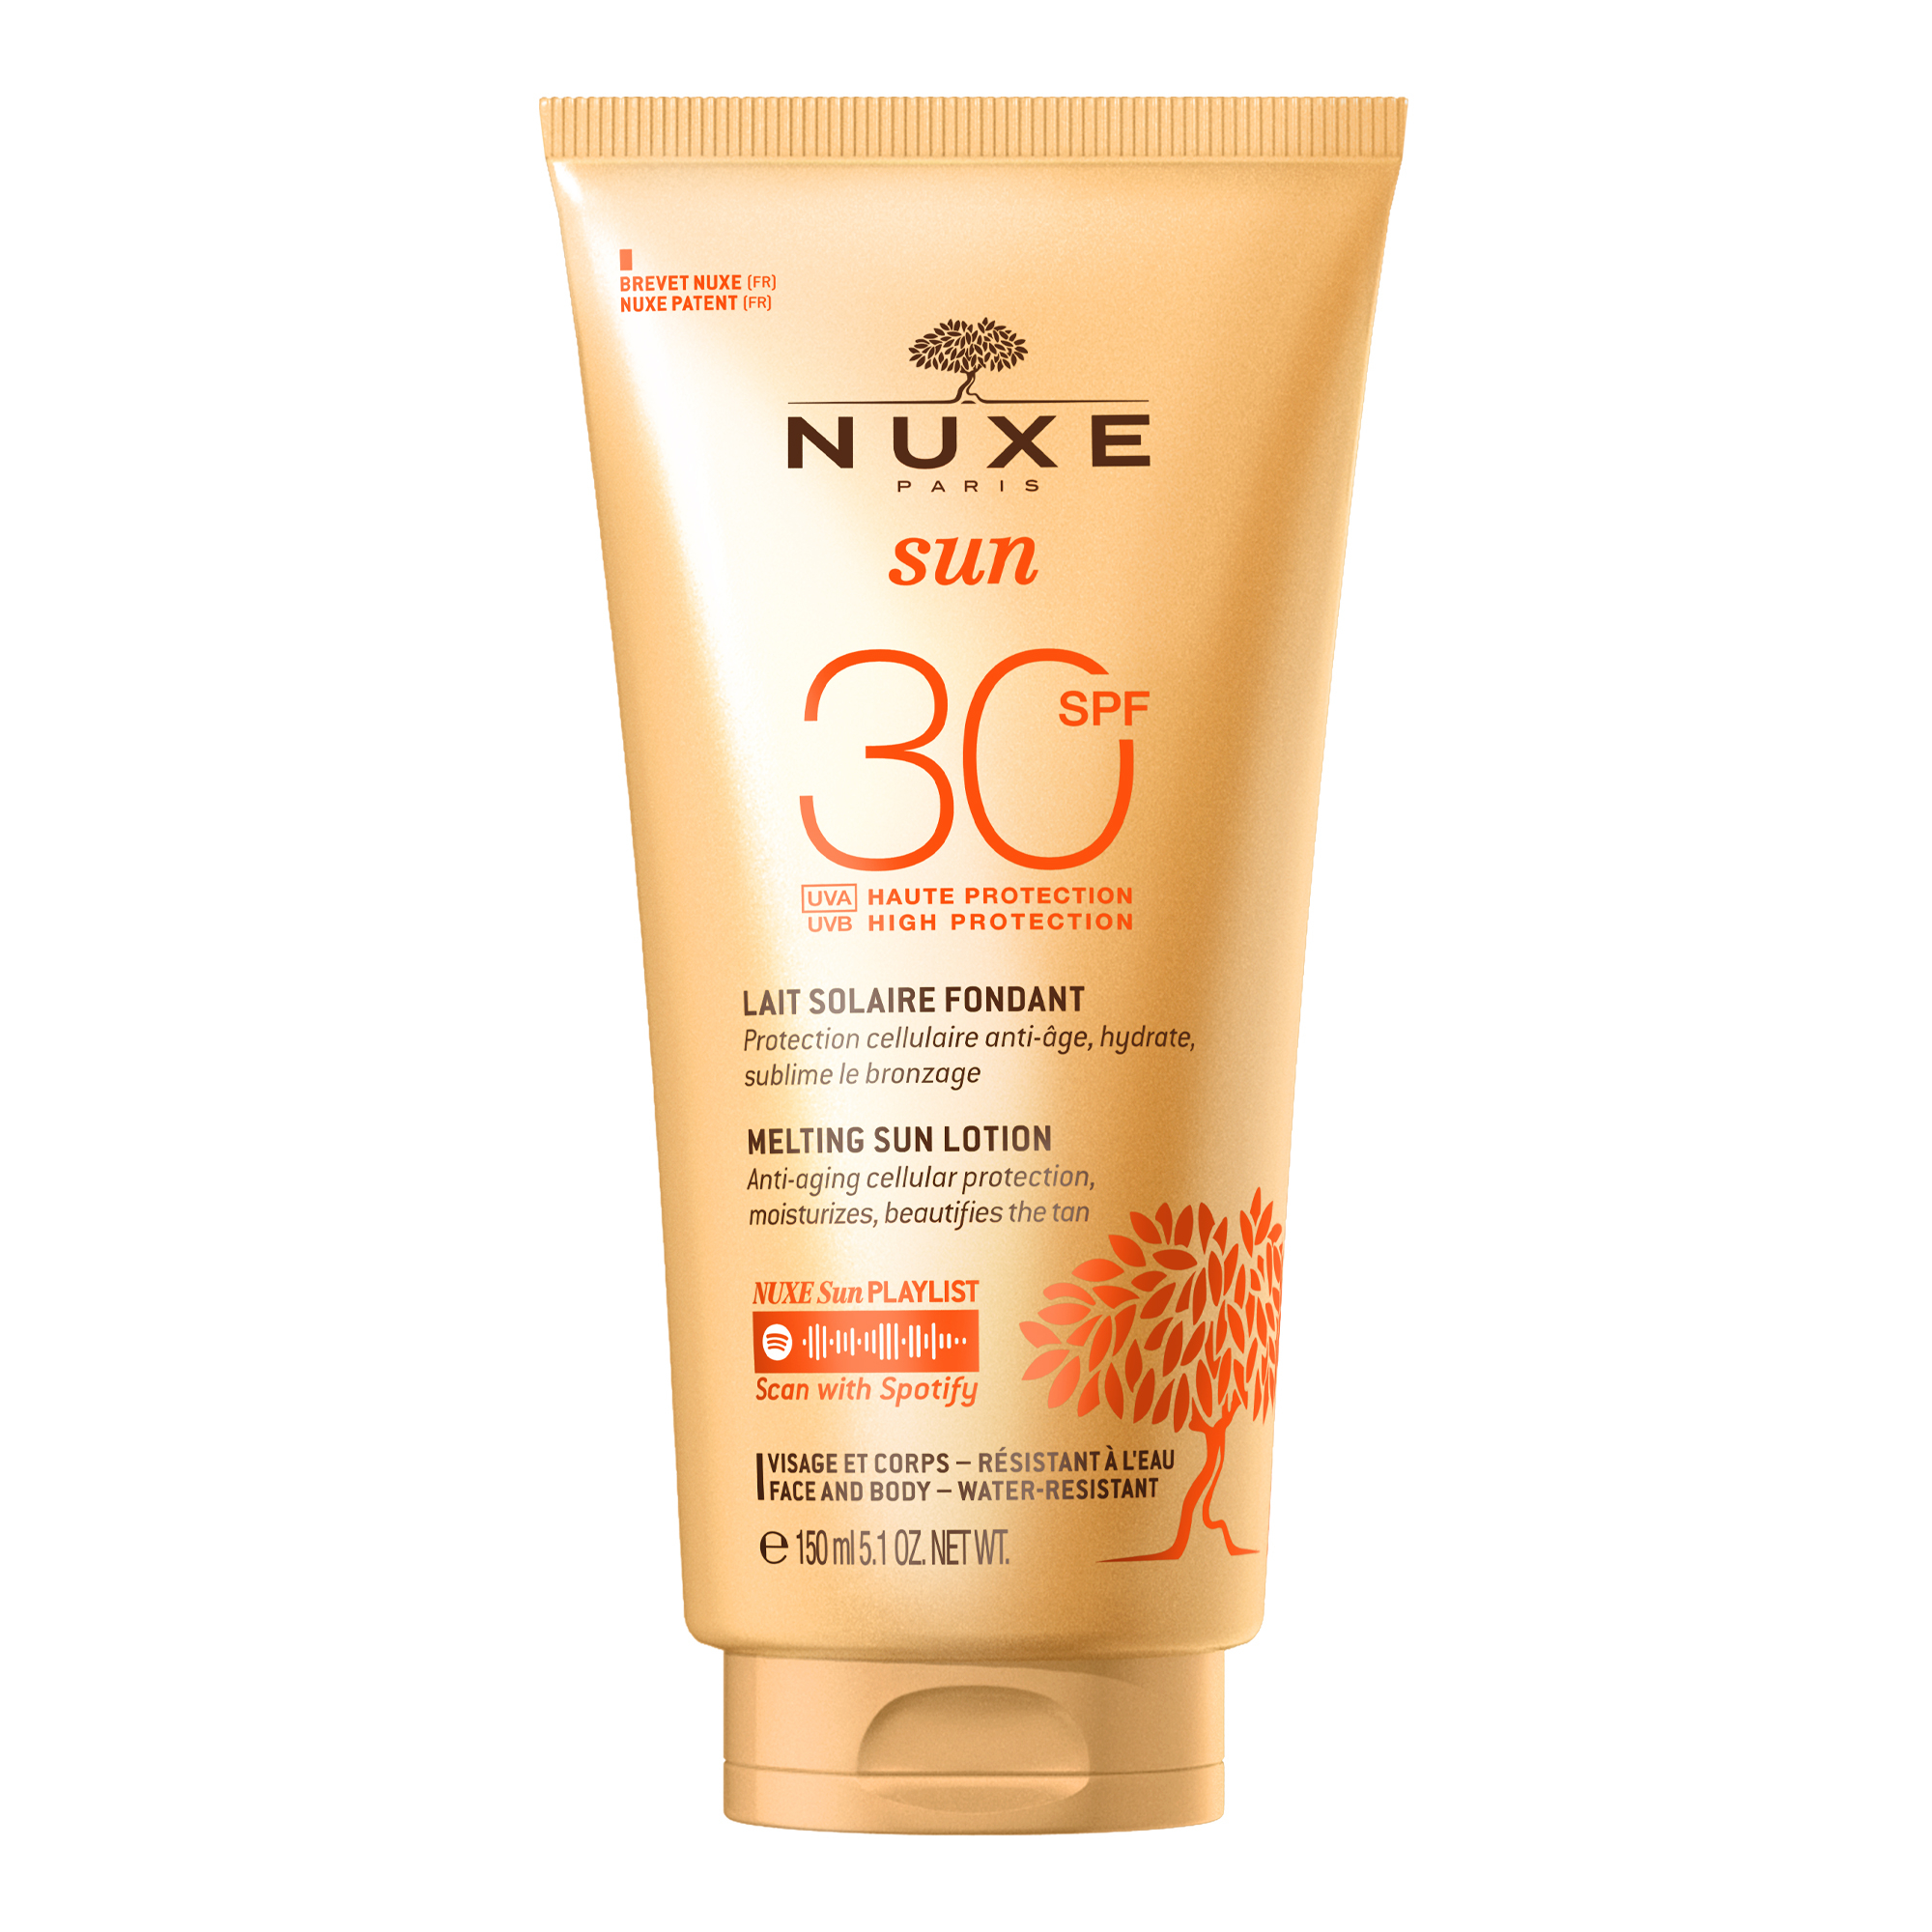 BREVET NUXE (FR)
NUXE PATENT (FR)
NUXE
PARIS
sun
30 SPF
UVA HAUTE PROTECTION
UVB HIGH PROTECTION
LAIT SOLAIRE FONDANT
Protection cellulaire anti-âge, hydrate,
sublime le bronzage
MELTING SUN LOTION
Anti-aging cellular protection,
moisturizes, beautifies the tan
NUXE Sun PLAYLIST
Scan with Spotify
VISAGE ET CORPS – RÉSISTANT À L'EAU
FACE AND BODY – WATER-RESISTANT
℮ 150 ml 5.1 OZ. NET WT.